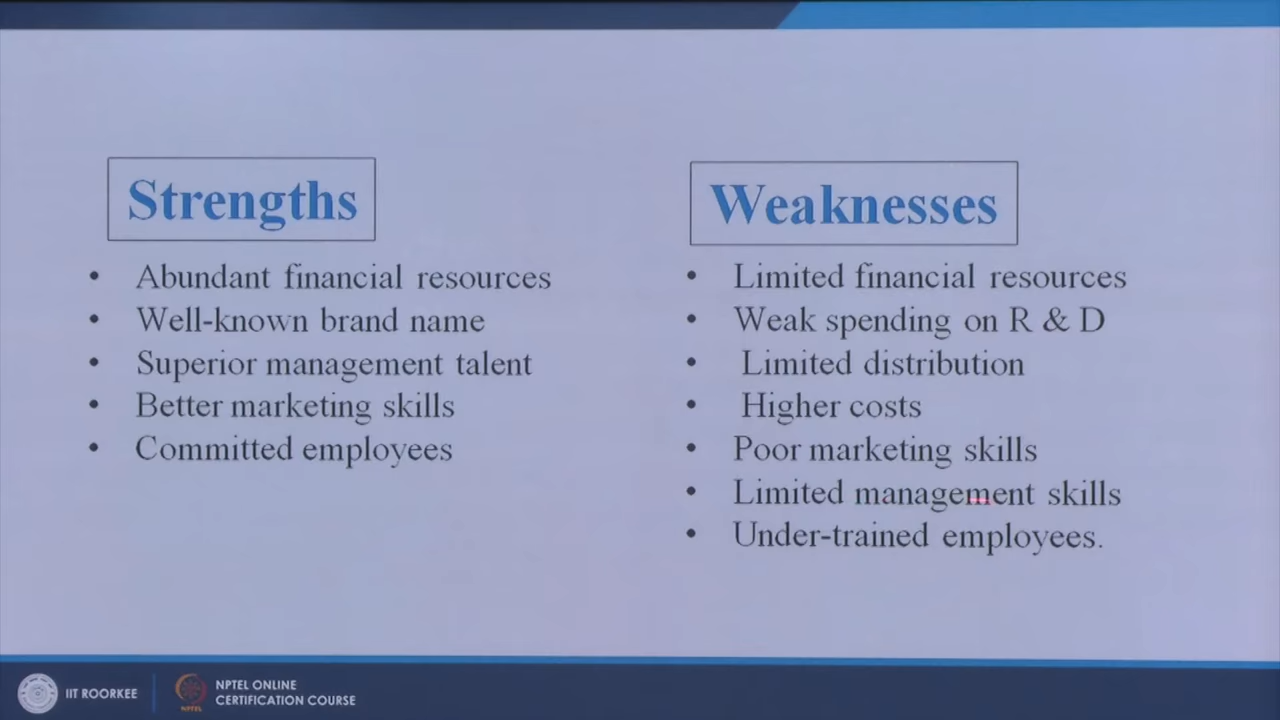 Strengths
• Abundant financial resources
• Well-known brand name
• Superior management talent
• Better marketing skills
• Committed employees
Weaknesses
• Limited financial resources
• Weak spending on R & D
• Limited distribution
• Higher costs
• Poor marketing skills
• Limited management skills
• Under-trained employees.
IIT ROORKEE
NPTEL
NPTEL ONLINE
CERTIFICATION COURSE